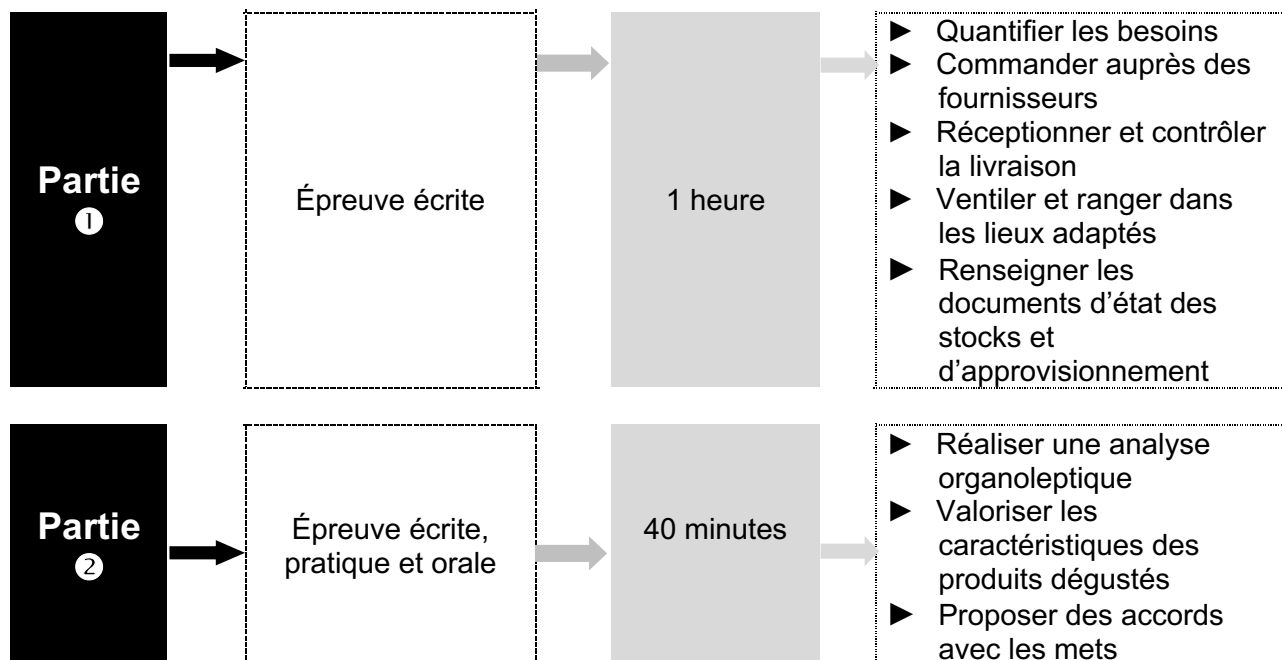 Partie
❶
Épreuve écrite
1 heure
► Quantifier les besoins
► Commander auprès des
fournisseurs
► Réceptionner et contrôler
la livraison
► Ventiler et ranger dans
les lieux adaptés
► Renseigner les
documents d’état des
stocks et
d’approvisionnement
Partie
❷
Épreuve écrite,
pratique et orale
40 minutes
► Réaliser une analyse
organoleptique
► Valoriser les
caractéristiques des
produits dégustés
► Proposer des accords
avec les mets